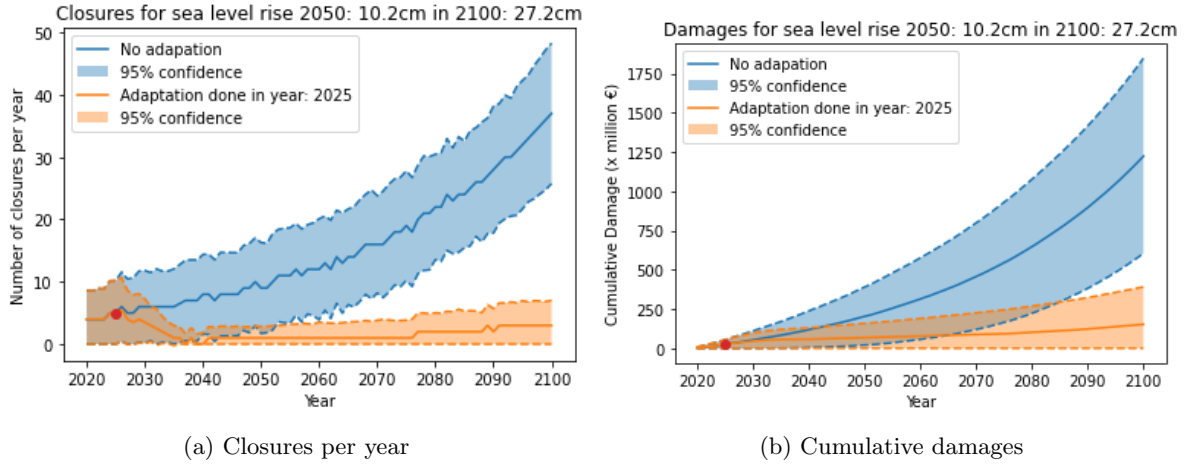 Closures for sea level rise 2050: 10.2cm in 2100: 27.2cm
No adapation
95% confidence
Adaptation done in year: 2025
95% confidence
Number of closures per year
50
40
30
20
10
0
2020 2030 2040 2050 2060 2070 2080 2090 2100
Year
(a) Closures per year
Damages for sea level rise 2050: 10.2cm in 2100: 27.2cm
No adapation
95% confidence
Adaptation done in year: 2025
95% confidence
Cumulative Damage (x million €)
1750
1500
1250
1000
750
500
250
0
2020 2030 2040 2050 2060 2070 2080 2090 2100
Year
(b) Cumulative damages